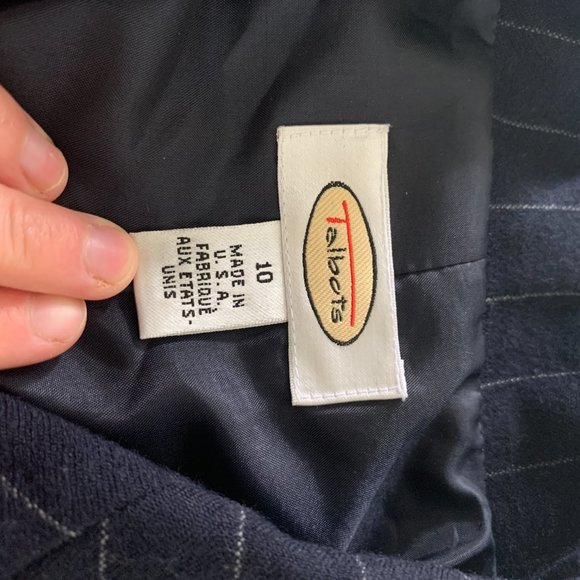 Talbots
10
MADE IN
U.S.A.
FABRIQUÉ
AUX ETATS-
UNIS